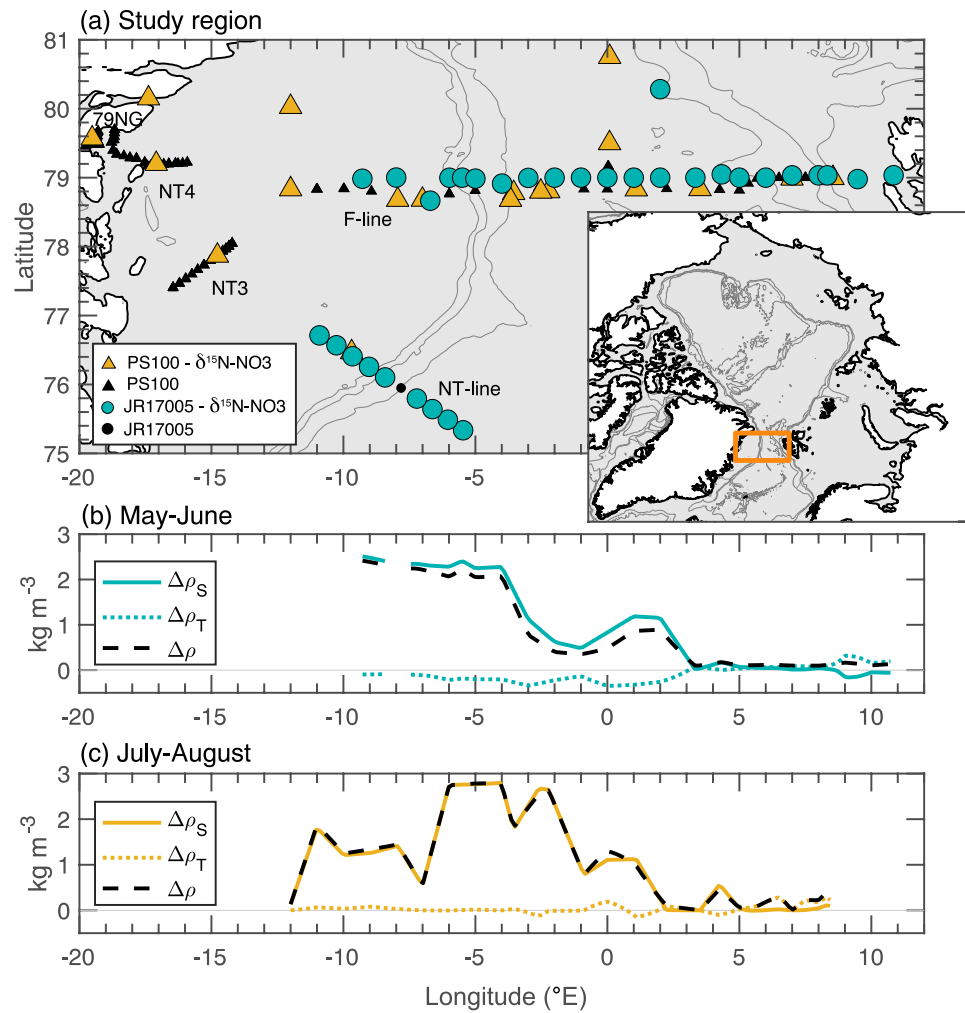 (a) Study region
81
80
79
78
77
76
75
Latitude
79NG
NT4
NT3
F-line
NT-line
PS100 - δ¹⁵N-NO3
PS100
JR17005 - δ¹⁵N-NO3
JR17005
-20 -15 -10 -5
(b) May-June
3
2
1
0
kg m⁻³
Δρ_S
Δρ_T
Δρ
-20 -15 -10 -5 0 5 10
(c) July-August
3
2
1
0
kg m⁻³
Δρ_S
Δρ_T
Δρ
-20 -15 -10 -5 0 5 10
Longitude (°E)